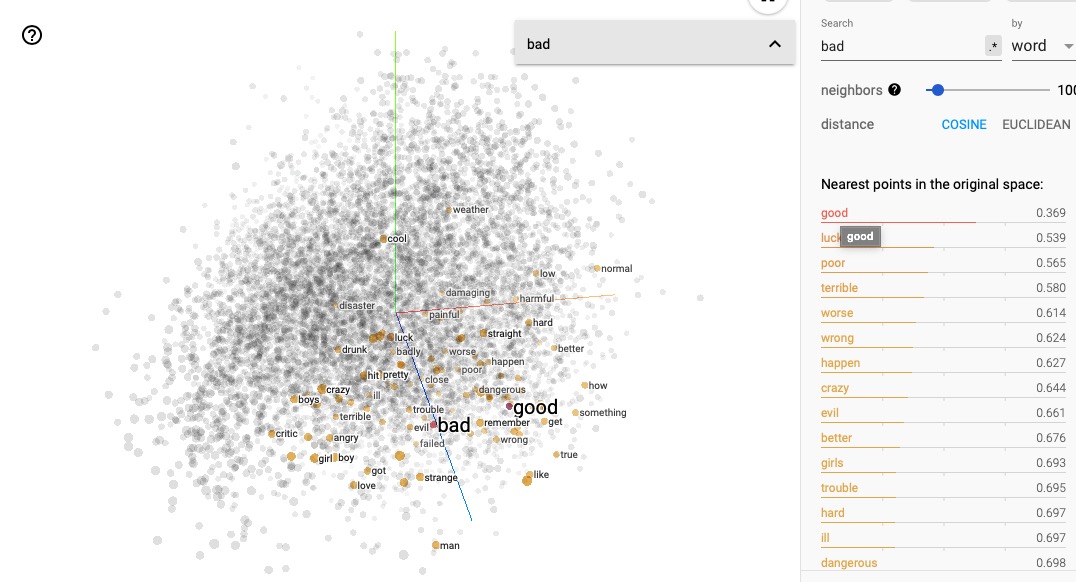 ?
bad
Search
by
bad
.*
word
neighbors ?
100
distance
COSINE
EUCLIDEAN
Nearest points in the original space:
good 0.369
luck 0.539
good
poor 0.565
terrible 0.580
worse 0.614
wrong 0.624
happen 0.627
crazy 0.644
evil 0.661
better 0.676
girls 0.693
trouble 0.695
hard 0.697
ill 0.697
dangerous 0.698
weather
cool
low
normal
damaging
harmful
disaster
painful
hard
luck
straight
drunk
badly
worse
better
happen
poor
hit
pretty
close
crazy
ill
dangerous
how
boys
terrible
trouble
good
something
evil
bad
remember
get
critic
angry
failed
wrong
girl
boy
true
got
like
love
strange
man